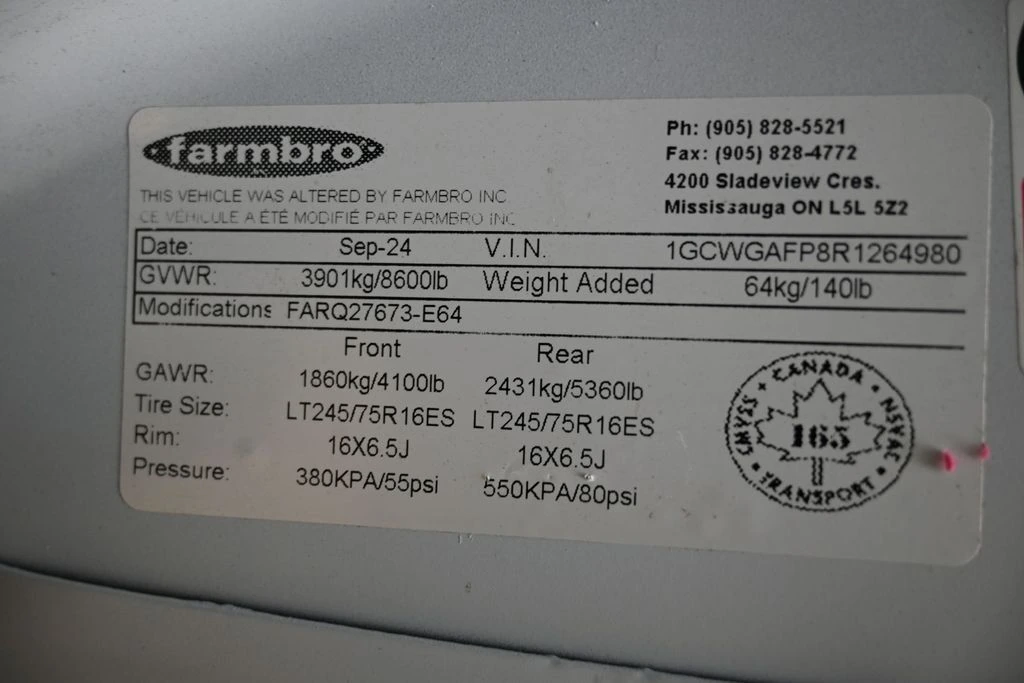 farmbro
Ph: (905) 828-5521
Fax: (905) 828-4772
4200 Sladeview Cres.
Mississauga ON L5L 5Z2
THIS VEHICLE WAS ALTERED BY FARMBRO INC
CE VÉHICULE A ÉTÉ MODIFIÉ PAR FARMBRO INC
Date: Sep-24 V.I.N. 1GCWGAFP8R1264980
GVWR: 3901kg/8600lb Weight Added 64kg/140lb
Modifications FARQ27673-E64
Front Rear
GAWR: 1860kg/4100lb 2431kg/5360lb
Tire Size: LT245/75R16ES LT245/75R16ES
Rim: 16X6.5J 16X6.5J
Pressure: 380KPA/55psi 550KPA/80psi
CANADA
CMVSS 165 NSVAC
TRANSPORT